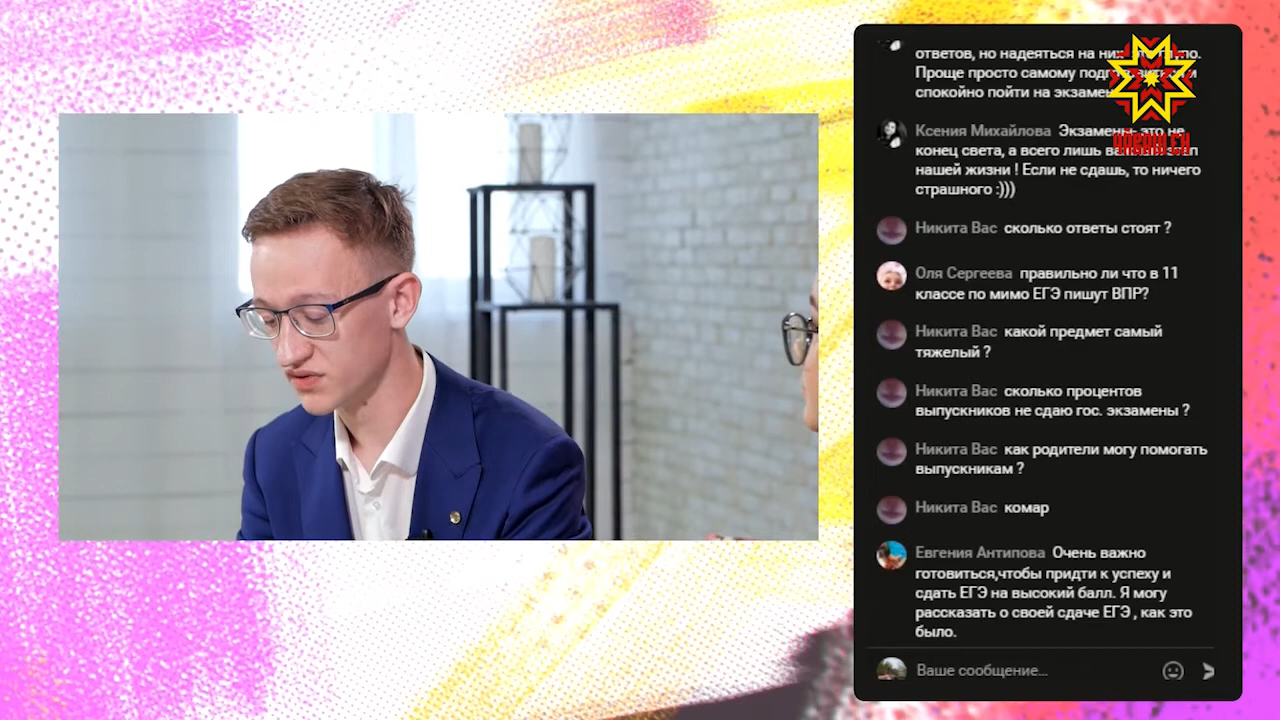 ответов, но надеяться на них
Проще просто самому подготовиться и
спокойно пойти на экзамен
Ксения Михайлова Экзамены- это не
конец света, а всего лишь
нашей жизни ! Если не сдашь, то ничего
страшного :)))
Никита Вас сколько ответы стоят ?
Оля Сергеева правильно ли что в 11
классе по мимо ЕГЭ пишут ВПР?
Никита Вас какой предмет самый
тяжелый ?
Никита Вас сколько процентов
выпускников не сдаю гос. экзамены ?
Никита Вас как родители могу помогать
выпускникам ?
Никита Вас комар
Евгения Антипова Очень важно
готовиться,чтобы придти к успеху и
сдать ЕГЭ на высокий балл. Я могу
рассказать о своей сдаче ЕГЭ , как это
было.
Ваше сообщение...